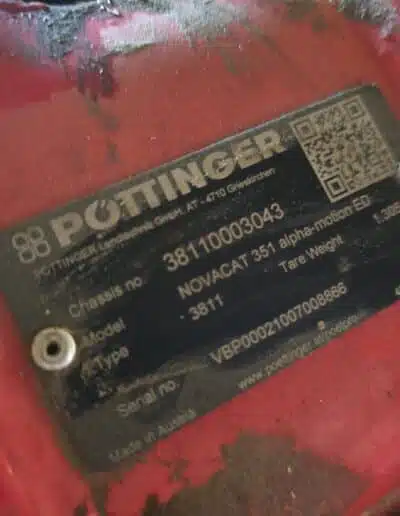 PÖTTINGER
PÖTTINGER Landtechnik GmbH, AT - 4710 Grieskirchen
Chassis no 38110003043
Model NOVACAT 351 alpha-motion ED
Type 3811 Tare Weight
Serial no. VBP00021007008866
Made in Austria www.poettinger.at